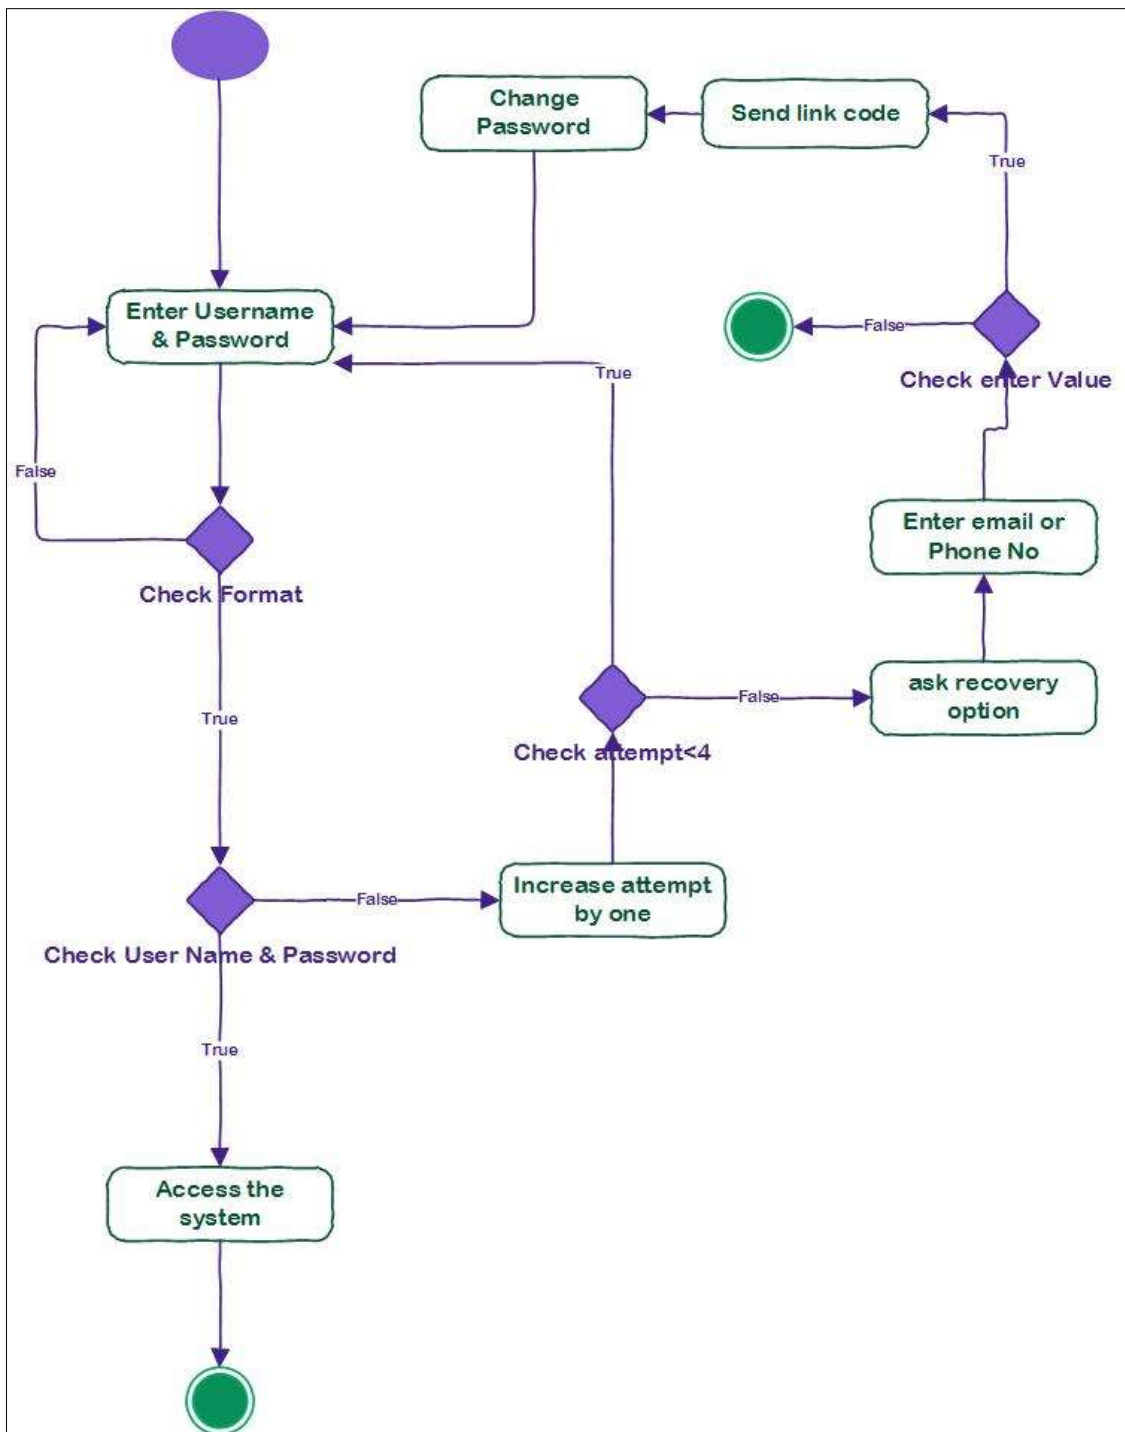 Change
Password
Send link code
True
Enter Username
& Password
False
Check enter Value
True
False
Enter email or
Phone No
Check Format
ask recovery
option
False
Check attempt<4
True
Increase attempt
by one
False
Check User Name & Password
True
Access the
system